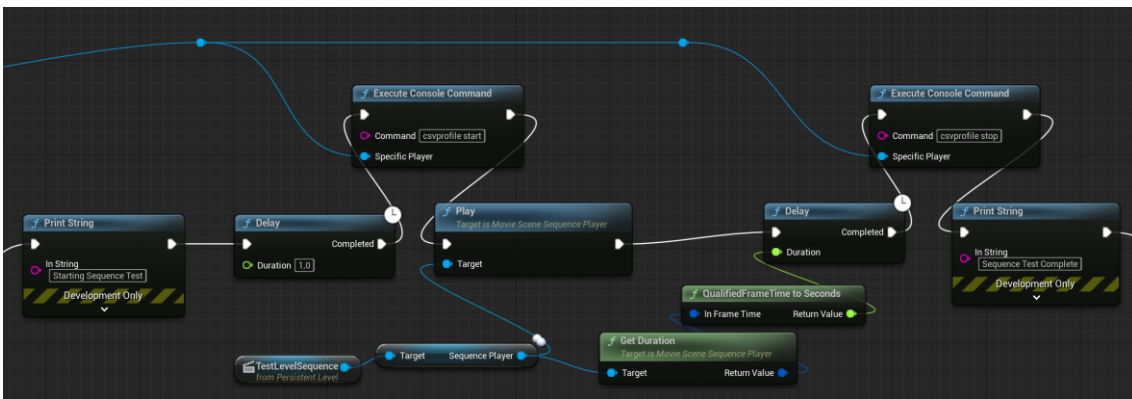 Execute Console Command
Command csvprofile start
Specific Player
Execute Console Command
Command csvprofile stop
Specific Player
Print String
In String
Starting Sequence Test
Development Only
Delay
Completed
Duration 1,0
Play
Target is Movie Scene Sequence Player
Target
Delay
Completed
Duration
Print String
In String
Sequence Test Complete
Development Only
QualifiedFrameTime to Seconds
In Frame Time Return Value
Get Duration
Target is Movie Scene Sequence Player
Target Return Value
TestLevelSequence
from Persistent Level
Target Sequence Player